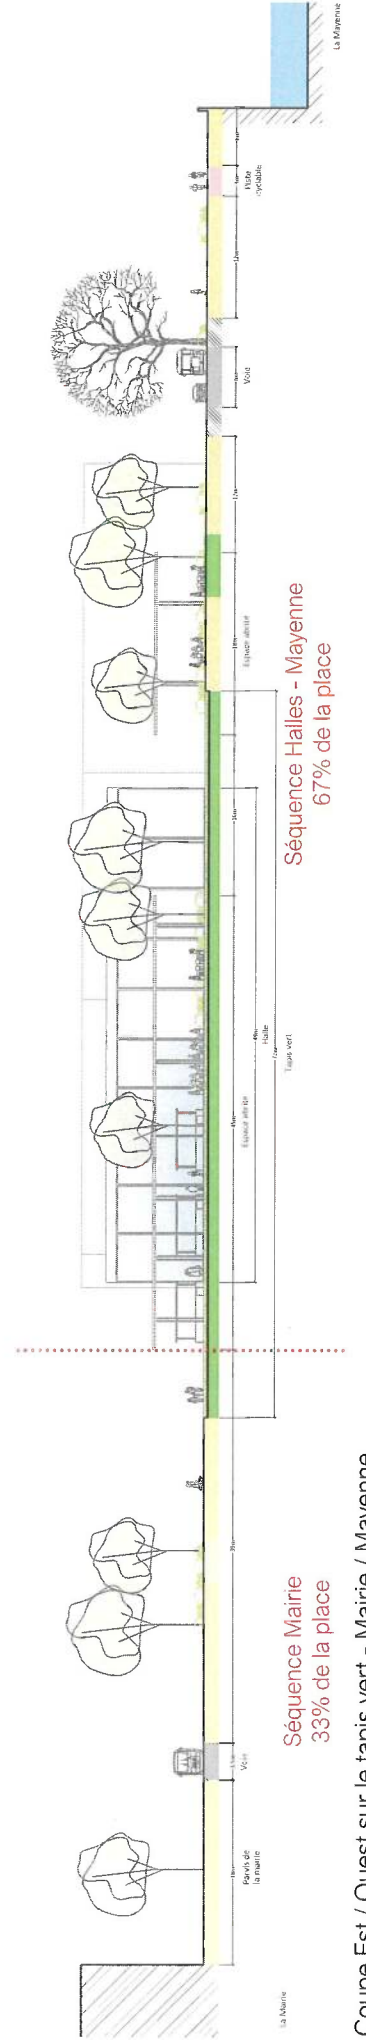 La Mairie
Parvis de
la mairie
Voie
Séquence Mairie
33% de la place
Espace abrité
Halle
Tapis vert
Séquence Halles - Mayenne
67% de la place
Espace abrité
Voie
Piste
cyclable
La Mayenne
Coupe Est / Ouest sur le tapis vert - Mairie / Mayenne